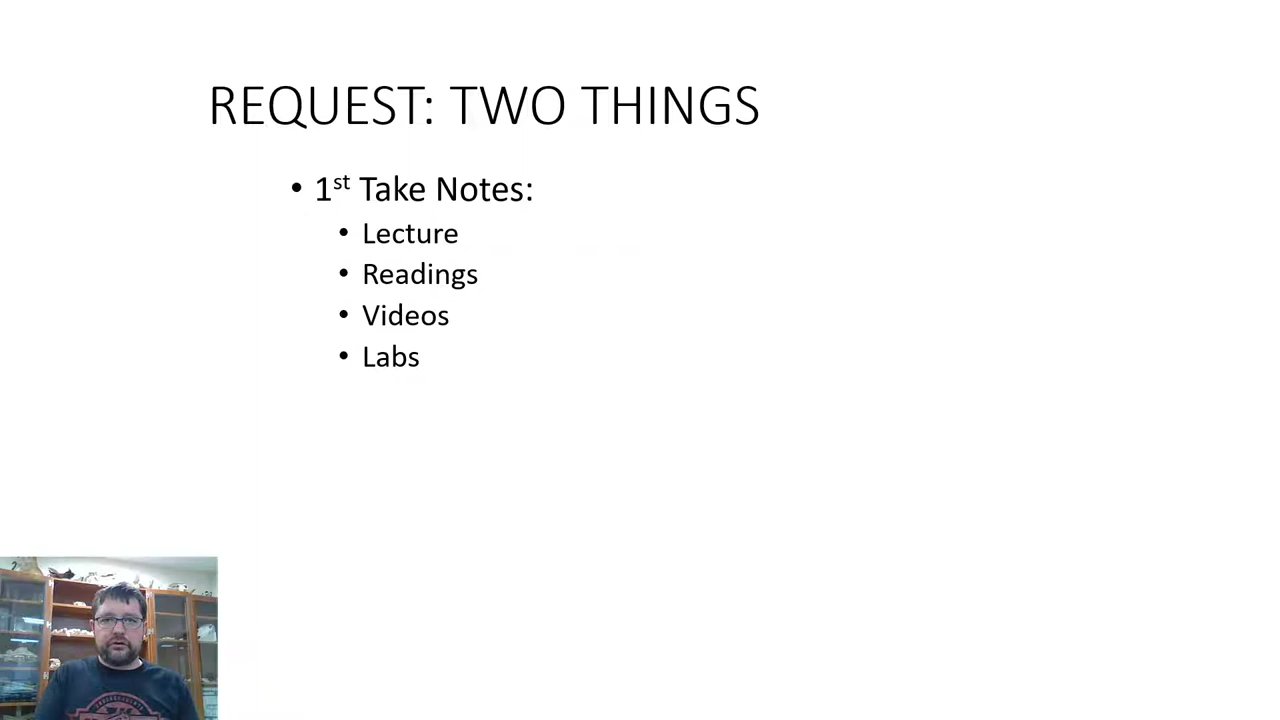 REQUEST: TWO THINGS
• 1st Take Notes:
• Lecture
• Readings
• Videos
• Labs